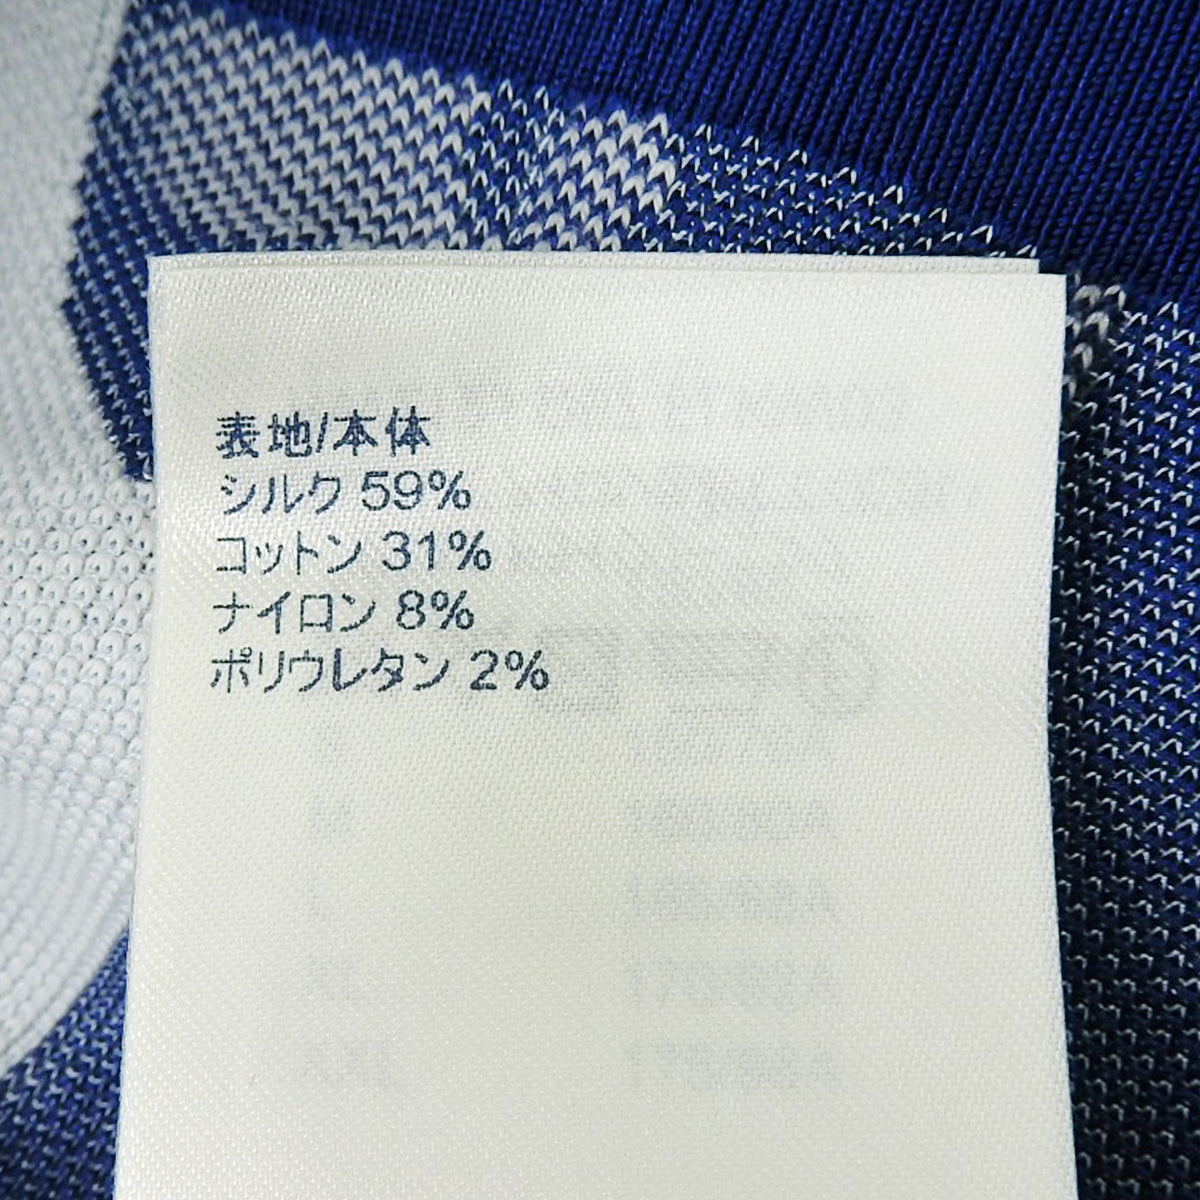 表地/本体
シルク 59%
コットン 31%
ナイロン 8%
ポリウレタン 2%